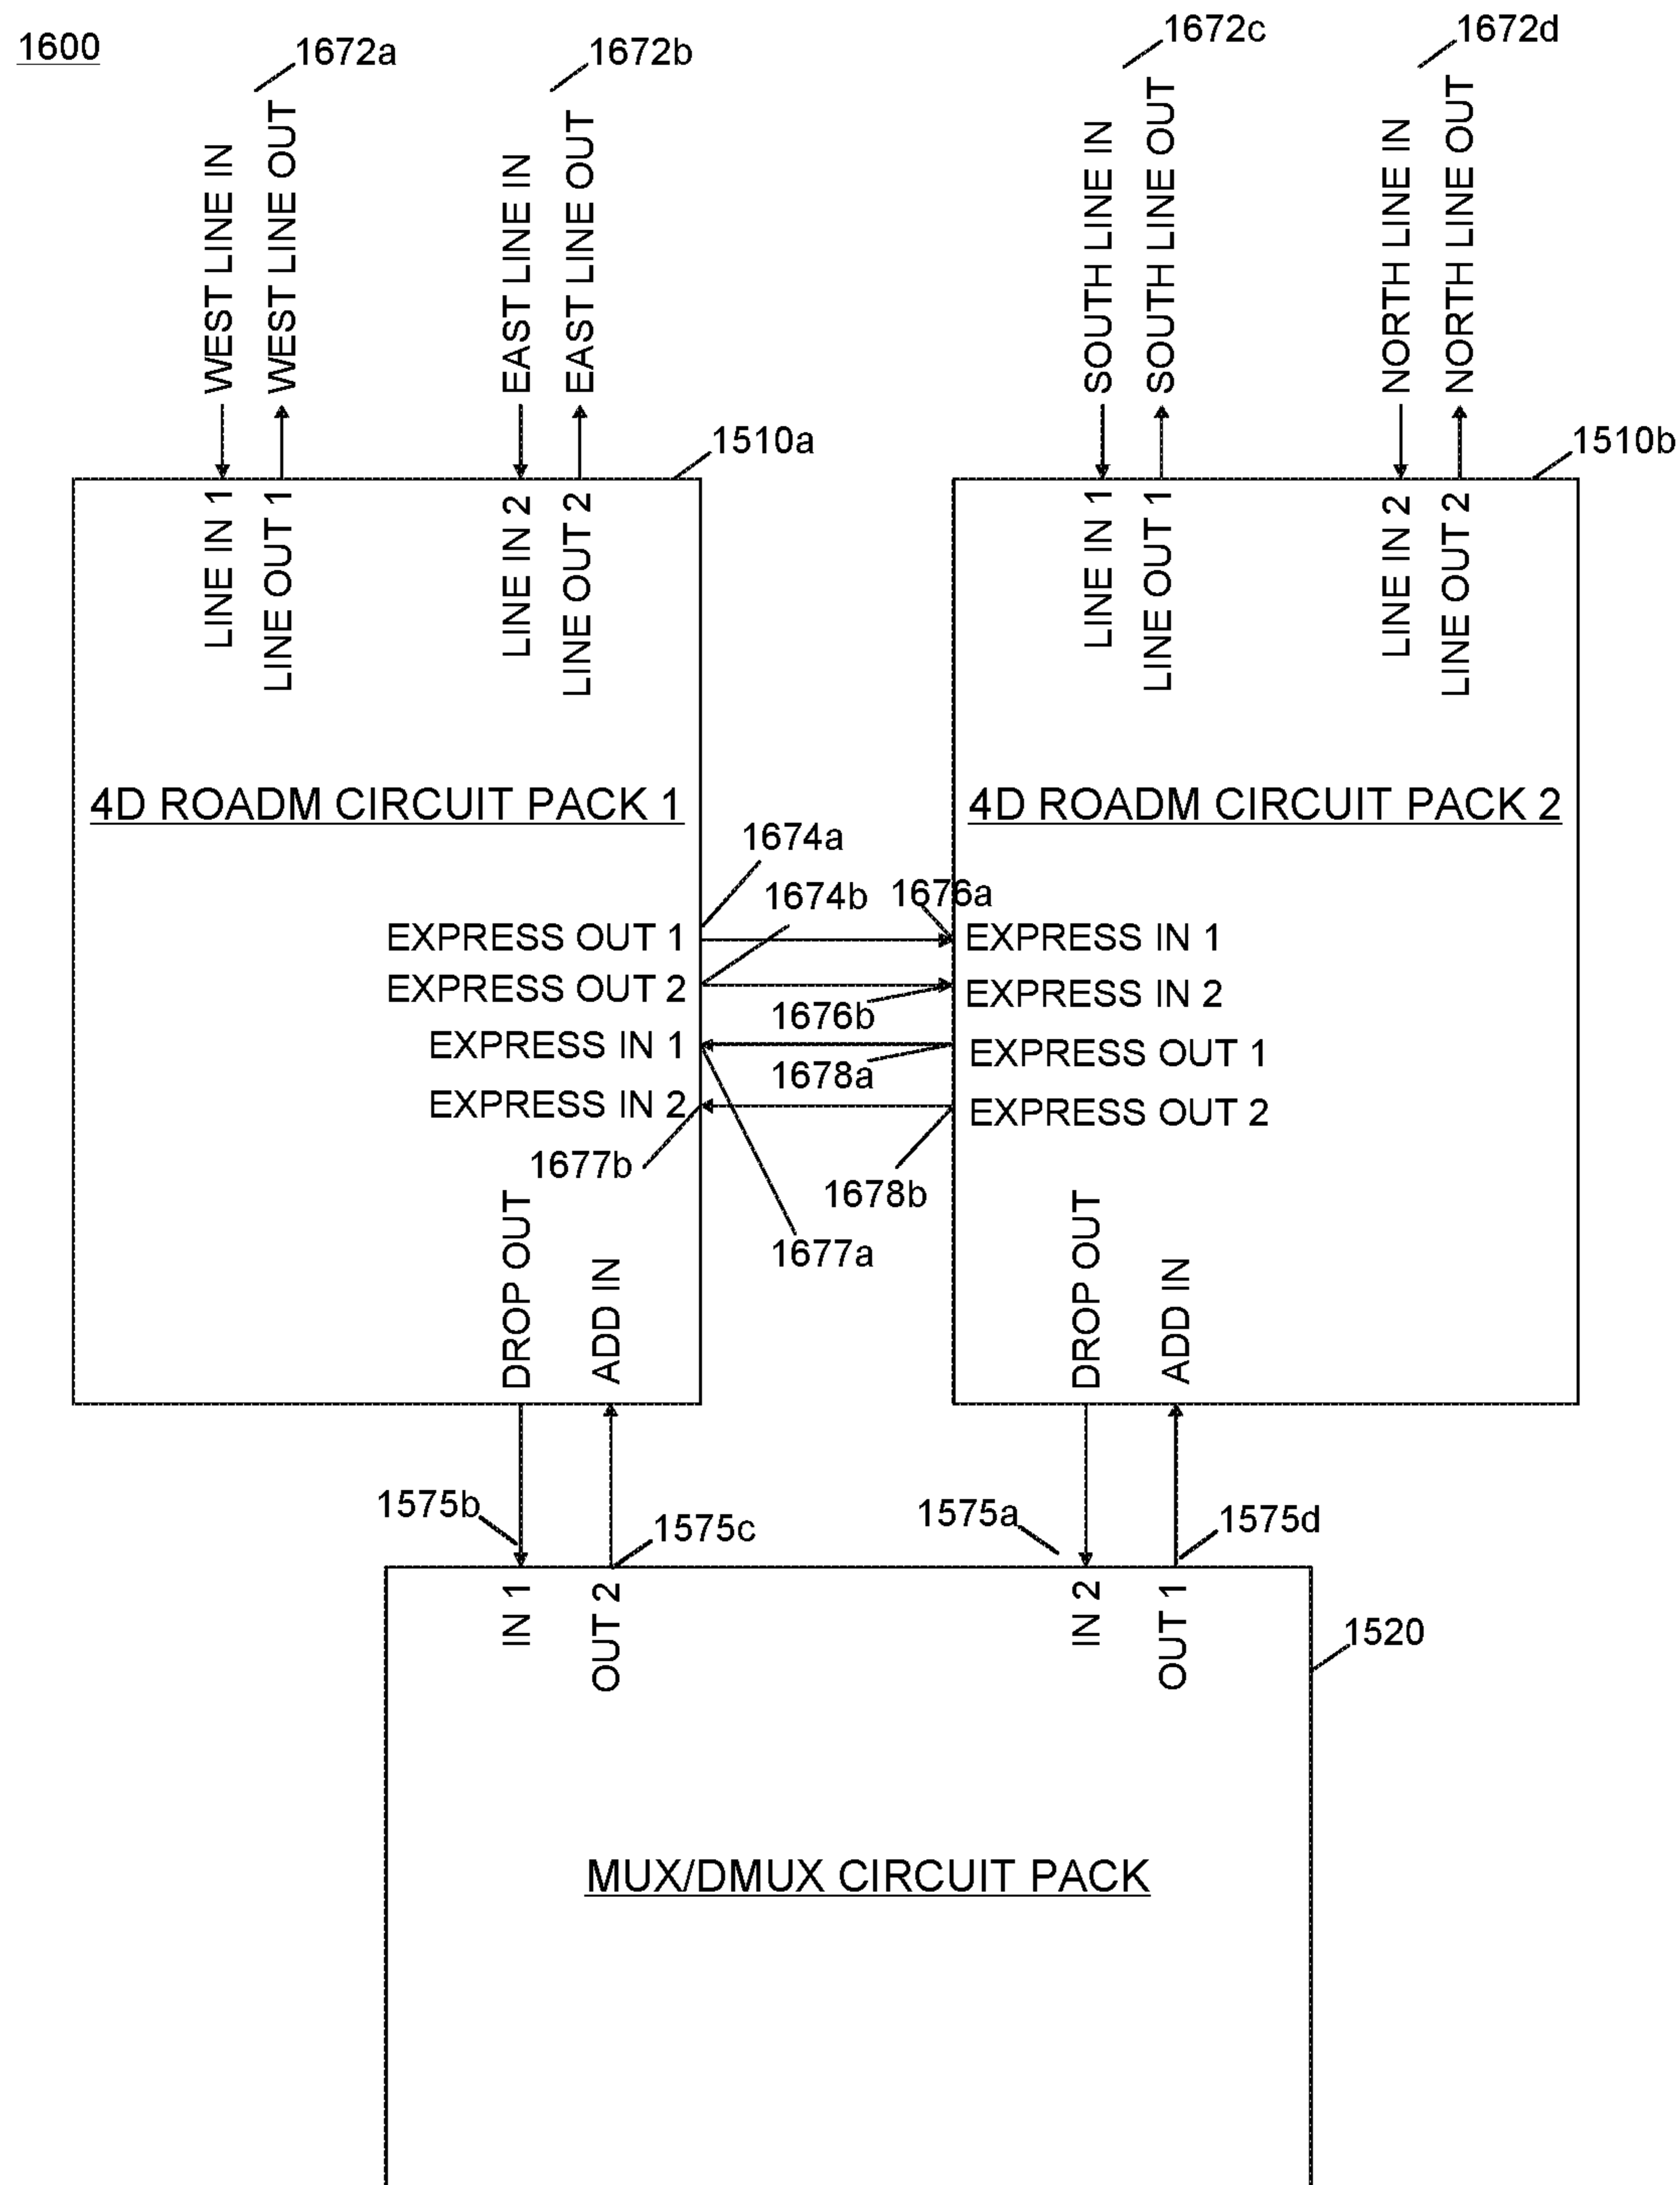 1600
1672a
1672b
1672c
1672d
WEST LINE IN
WEST LINE OUT
EAST LINE IN
EAST LINE OUT
SOUTH LINE IN
SOUTH LINE OUT
NORTH LINE IN
NORTH LINE OUT
1510a
1510b
LINE IN 1
LINE OUT 1
LINE IN 2
LINE OUT 2
LINE IN 1
LINE OUT 1
LINE IN 2
LINE OUT 2
4D ROADM CIRCUIT PACK 1
4D ROADM CIRCUIT PACK 2
1674a
1674b
1676a
EXPRESS OUT 1
EXPRESS IN 1
EXPRESS OUT 2
EXPRESS IN 2
1676b
EXPRESS IN 1
EXPRESS OUT 1
1678a
EXPRESS IN 2
EXPRESS OUT 2
1677b
1678b
1677a
DROP OUT
ADD IN
DROP OUT
ADD IN
1575b
1575c
1575a
1575d
IN 1
OUT 2
IN 2
OUT 1
1520
MUX/DMUX CIRCUIT PACK